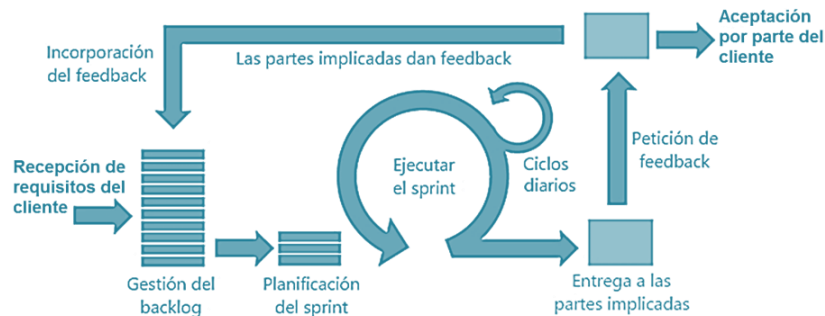 Aceptación
por parte del
cliente
Incorporación
del feedback
Las partes implicadas dan feedback
Petición de
feedback
Ejecutar
el sprint
Ciclos
diarios
Recepción de
requisitos del
cliente
Gestión del
backlog
Planificación
del sprint
Entrega a las
partes implicadas